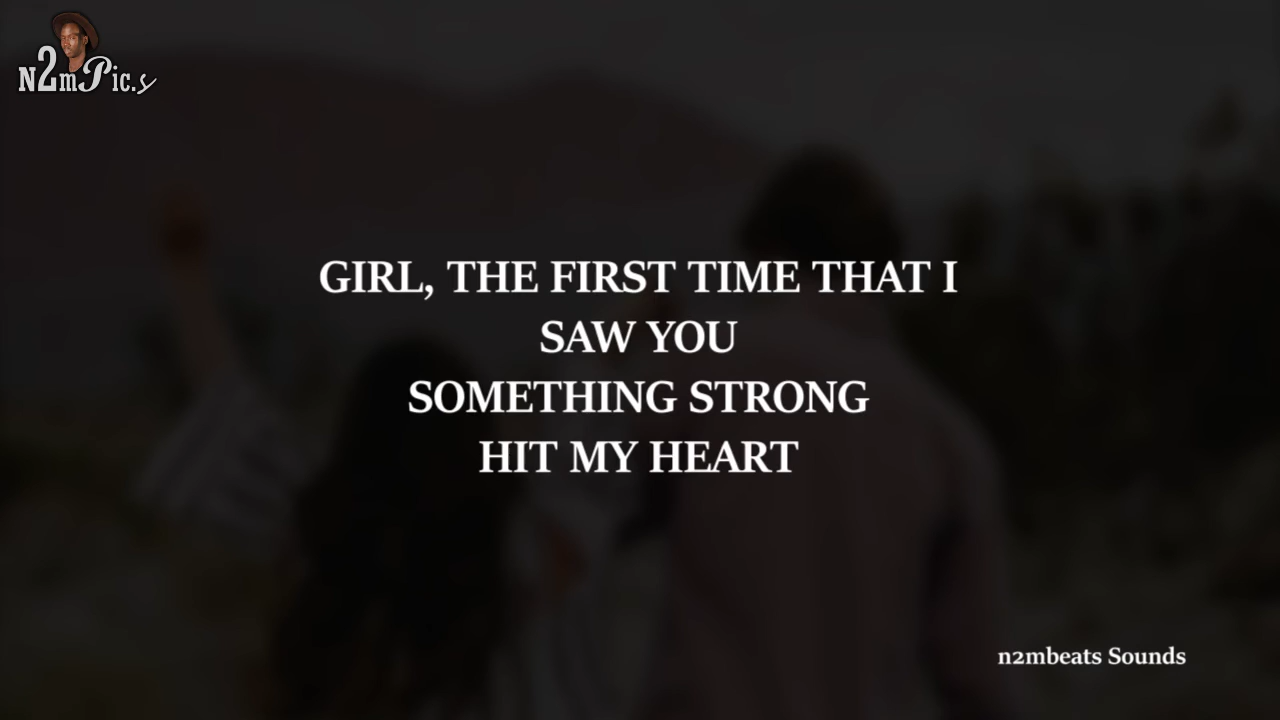 N2mPic.y
GIRL, THE FIRST TIME THAT I
SAW YOU
SOMETHING STRONG
HIT MY HEART
n2mbeats Sounds